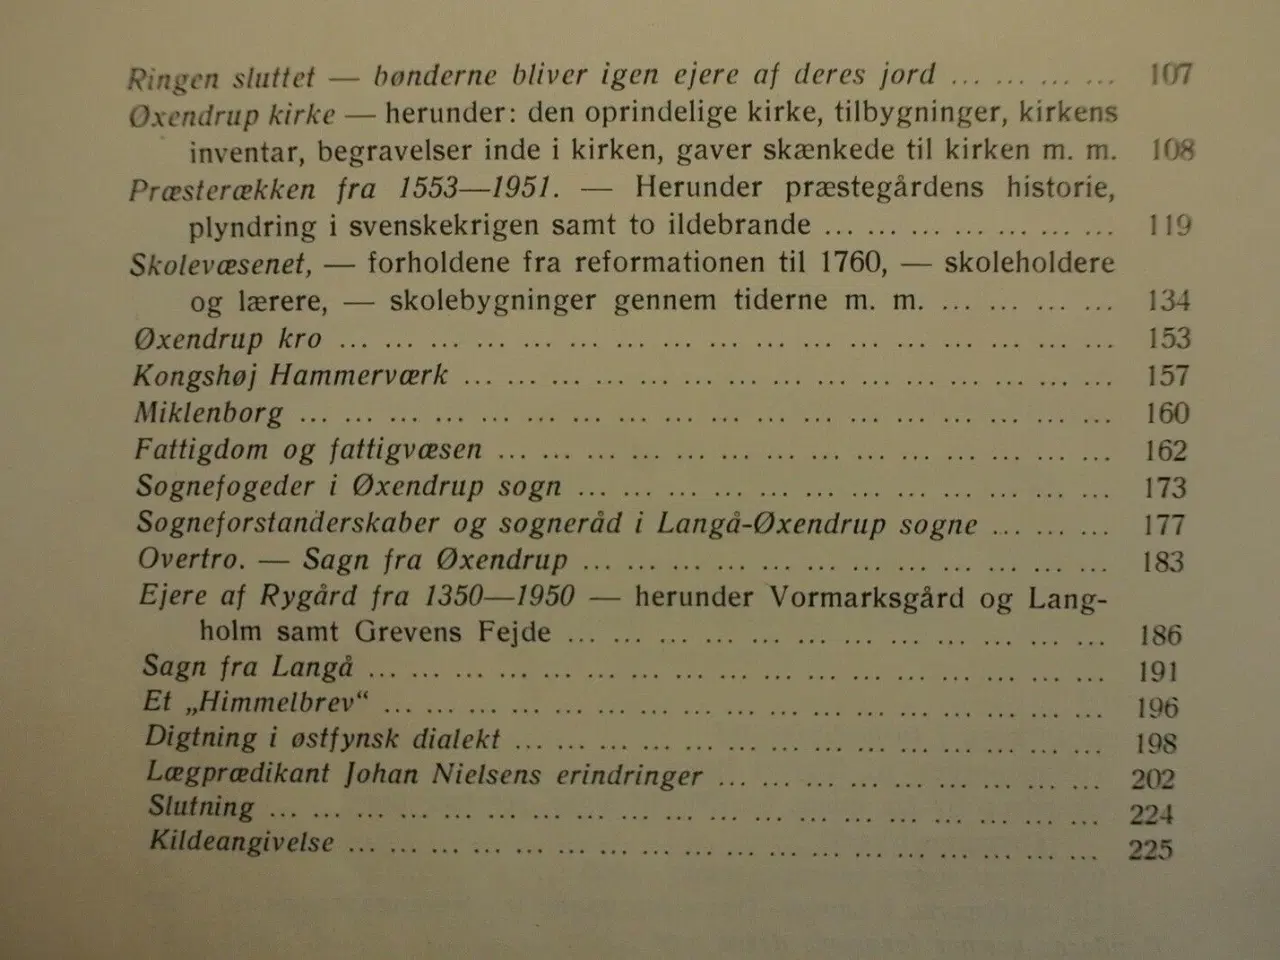 Ringen sluttet — bønderne bliver igen ejere af deres jord ... ... ... ... 107
Øxendrup kirke — herunder: den oprindelige kirke, tilbygninger, kirkens
inventar, begravelser inde i kirken, gaver skænkede til kirken m. m. 108
Præsterækken fra 1553—1951. — Herunder præstegårdens historie,
plyndring i svenskekrigen samt to ildebrande ... ... ... ... ... ... ... 119
Skolevæsenet, — forholdene fra reformationen til 1760, — skoleholdere
og lærere, — skolebygninger gennem tiderne m. m. ... ... ... ... 134
Øxendrup kro ... ... ... ... ... ... ... ... ... ... ... ... ... ... ... ... ... ... 153
Kongshøj Hammerværk ... ... ... ... ... ... ... ... ... ... ... ... ... ... ... 157
Miklenborg ... ... ... ... ... ... ... ... ... ... ... ... ... ... ... ... ... ... ... 160
Fattigdom og fattigvæsen ... ... ... ... ... ... ... ... ... ... ... ... ... ... 162
Sognefogeder i Øxendrup sogn ... ... ... ... ... ... ... ... ... ... ... ... 173
Sogneforstanderskaber og sogneråd i Langå-Øxendrup sogne ... ... ... 177
Overtro. — Sagn fra Øxendrup ... ... ... ... ... ... ... ... ... ... ... ... 183
Ejere af Rygård fra 1350—1950 — herunder Vormarksgård og Lang-
holm samt Grevens Fejde ... ... ... ... ... ... ... ... ... ... ... ... 186
Sagn fra Langå ... ... ... ... ... ... ... ... ... ... ... ... ... ... ... ... ... 191
Et „Himmelbrev“ ... ... ... ... ... ... ... ... ... ... ... ... ... ... ... ... ... 196
Digtning i østfynsk dialekt ... ... ... ... ... ... ... ... ... ... ... ... ... ... 198
Lægprædikant Johan Nielsens erindringer ... ... ... ... ... ... ... ... ... 202
Slutning ... ... ... ... ... ... ... ... ... ... ... ... ... ... ... ... ... ... ... 224
Kildeangivelse ... ... ... ... ... ... ... ... ... ... ... ... ... ... ... ... ... 225